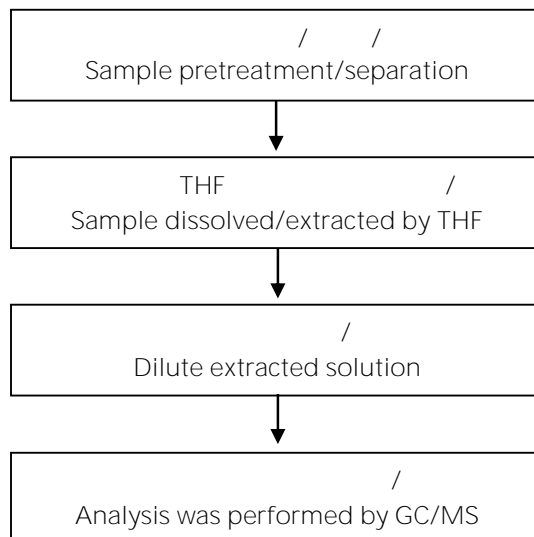 / /
Sample pretreatment/separation
THF /
Sample dissolved/extracted by THF
/
Dilute extracted solution
/
Analysis was performed by GC/MS